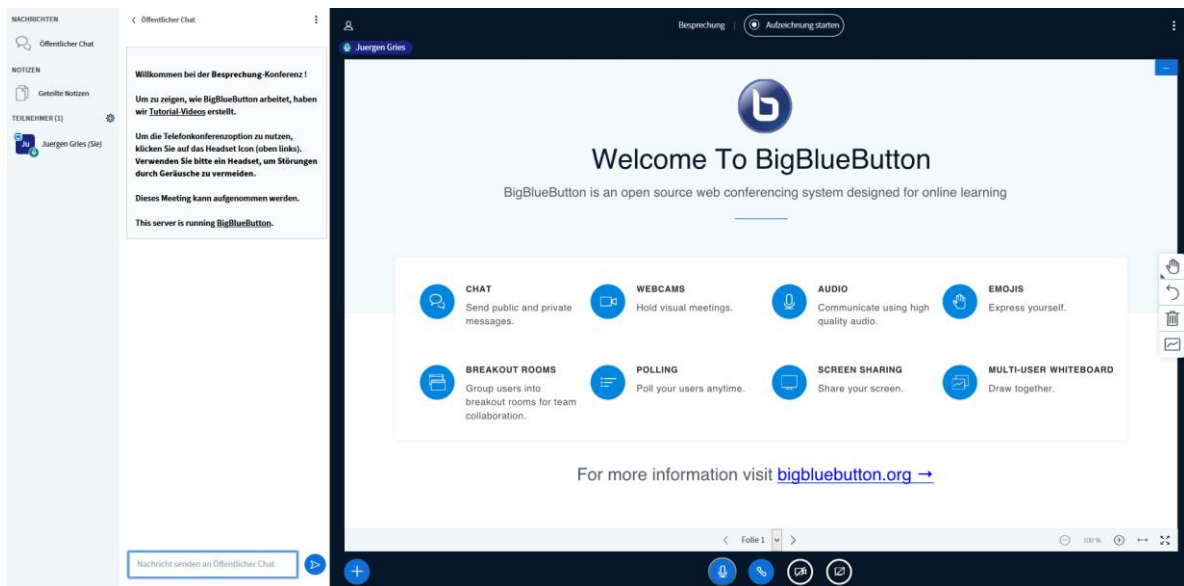 NACHRICHTEN
Öffentlicher Chat
NOTIZEN
Geteilte Notizen
TEILNEHMER (1)
Ju
Juergen Gries (Sie)
Öffentlicher Chat
Willkommen bei der Besprechung-Konferenz !
Um zu zeigen, wie BigBlueButton arbeitet, haben
wir Tutorial-Videos erstellt.
Um die Telefonkonferenzoption zu nutzen,
klicken Sie auf das Headset Icon (oben links).
Verwenden Sie bitte ein Headset, um Störungen
durch Geräusche zu vermeiden.
Dieses Meeting kann aufgenommen werden.
This server is running BigBlueButton.
Nachricht senden an Öffentlicher Chat
Besprechung
Aufzeichnung starten
Juergen Gries
b
Welcome To BigBlueButton
BigBlueButton is an open source web conferencing system designed for online learning
CHAT
Send public and private
messages.
WEBCAMS
Hold visual meetings.
AUDIO
Communicate using high
quality audio.
EMOJIS
Express yourself.
BREAKOUT ROOMS
Group users into
breakout rooms for team
collaboration.
POLLING
Poll your users anytime.
SCREEN SHARING
Share your screen.
MULTI-USER WHITEBOARD
Draw together.
For more information visit bigbluebutton.org →
Folie 1
100 %